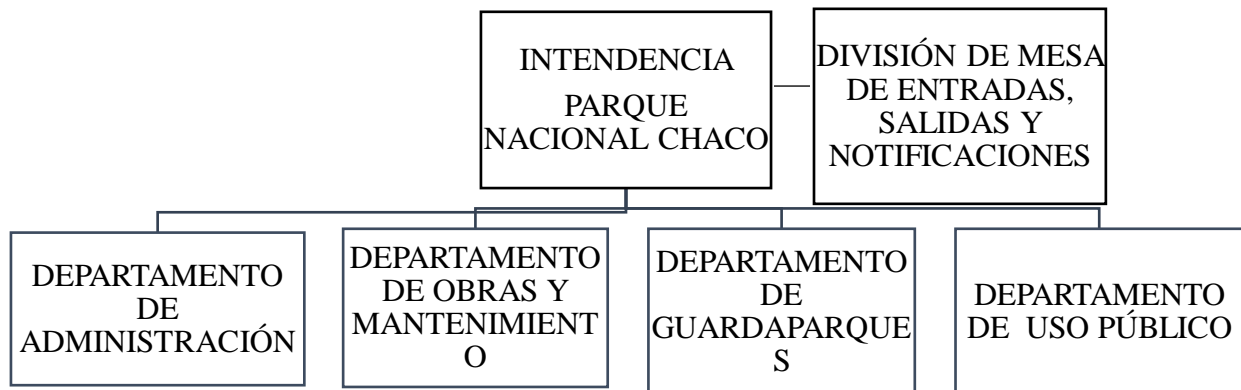 INTENDENCIA
PARQUE
NACIONAL CHACO
DIVISIÓN DE MESA
DE ENTRADAS,
SALIDAS Y
NOTIFICACIONES
DEPARTAMENTO
DE
ADMINISTRACIÓN
DEPARTAMENTO
DE OBRAS Y
MANTENIMIENT
O
DEPARTAMENTO
DE
GUARDAPARQUE
S
DEPARTAMENTO
DE USO PÚBLICO